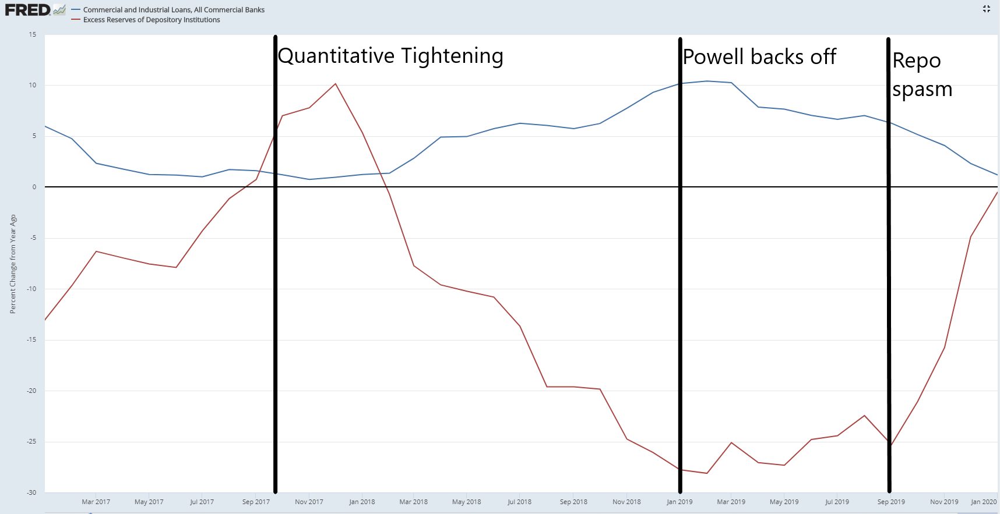 FRED
Commercial and Industrial Loans, All Commercial Banks
Excess Reserves of Depository Institutions
Quantitative Tightening
Powell backs off
Repo
spasm
Percent Change from Year Ago
15
10
5
0
-5
-10
-15
-20
-25
-30
Mar 2017 May 2017 Jul 2017 Sep 2017 Nov 2017 Jan 2018 Mar 2018 May 2018 Jul 2018 Sep 2018 Nov 2018 Jan 2019 Mar 2019 May 2019 Jul 2019 Sep 2019 Nov 2019 Jan 2020